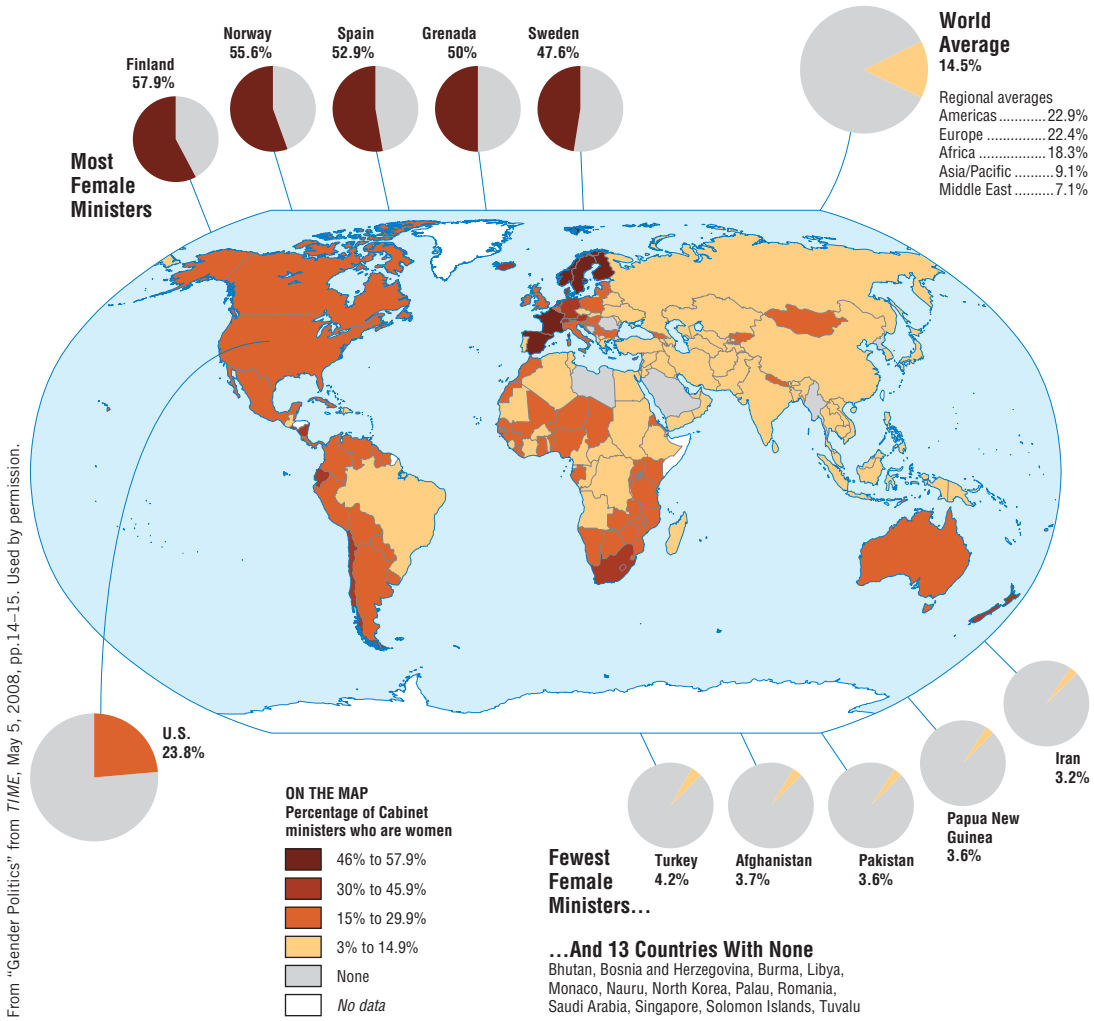 Finland
57.9%
Norway
55.6%
Spain
52.9%
Grenada
50%
Sweden
47.6%
World
Average
14.5%
Regional averages
Americas............22.9%
Europe ..............22.4%
Africa ................18.3%
Asia/Pacific ..........9.1%
Middle East ..........7.1%
Most
Female
Ministers
U.S.
23.8%
ON THE MAP
Percentage of Cabinet
ministers who are women
46% to 57.9%
30% to 45.9%
15% to 29.9%
3% to 14.9%
None
No data
Fewest
Female
Ministers...
Turkey
4.2%
Afghanistan
3.7%
Pakistan
3.6%
Papua New
Guinea
3.6%
Iran
3.2%
...And 13 Countries With None
Bhutan, Bosnia and Herzegovina, Burma, Libya,
Monaco, Nauru, North Korea, Palau, Romania,
Saudi Arabia, Singapore, Solomon Islands, Tuvalu
From “Gender Politics” from TIME, May 5, 2008, pp.14–15. Used by permission.